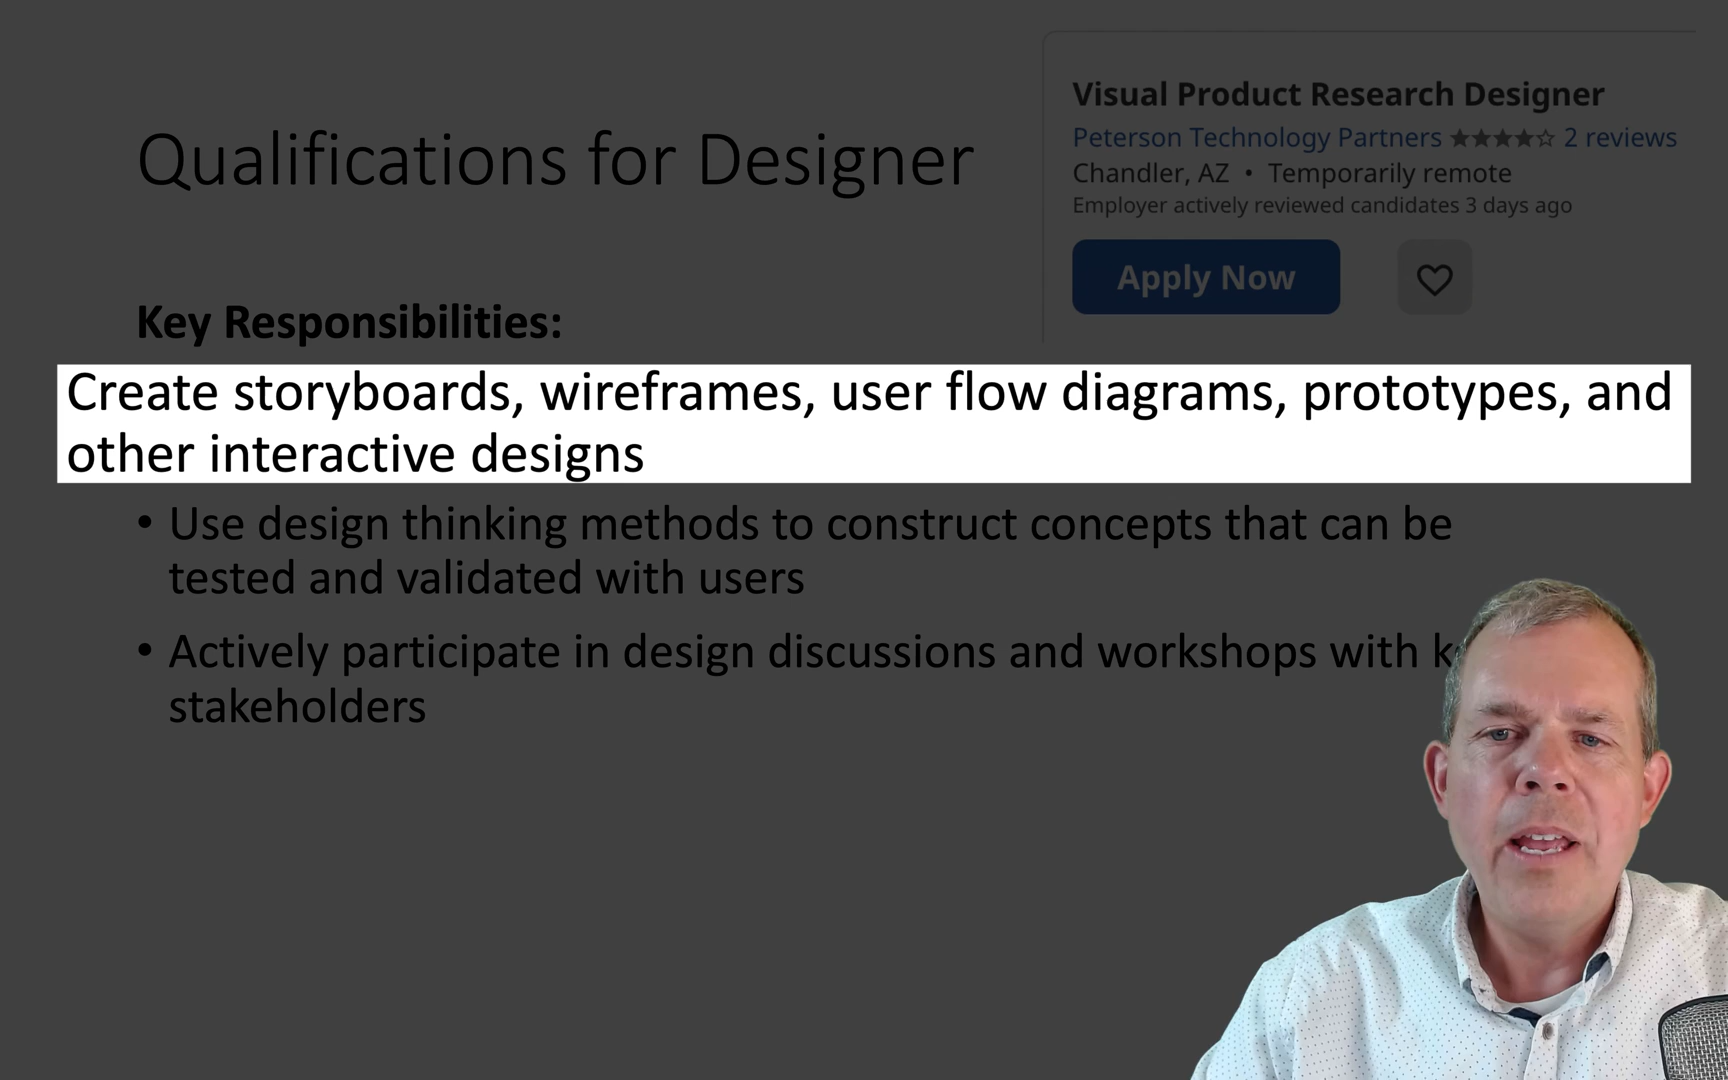 Qualifications for Designer
Visual Product Research Designer
Peterson Technology Partners ★★★★☆ 2 reviews
Chandler, AZ • Temporarily remote
Employer actively reviewed candidates 3 days ago
Apply Now
Key Responsibilities:
Create storyboards, wireframes, user flow diagrams, prototypes, and
other interactive designs
• Use design thinking methods to construct concepts that can be
tested and validated with users
• Actively participate in design discussions and workshops with
stakeholders